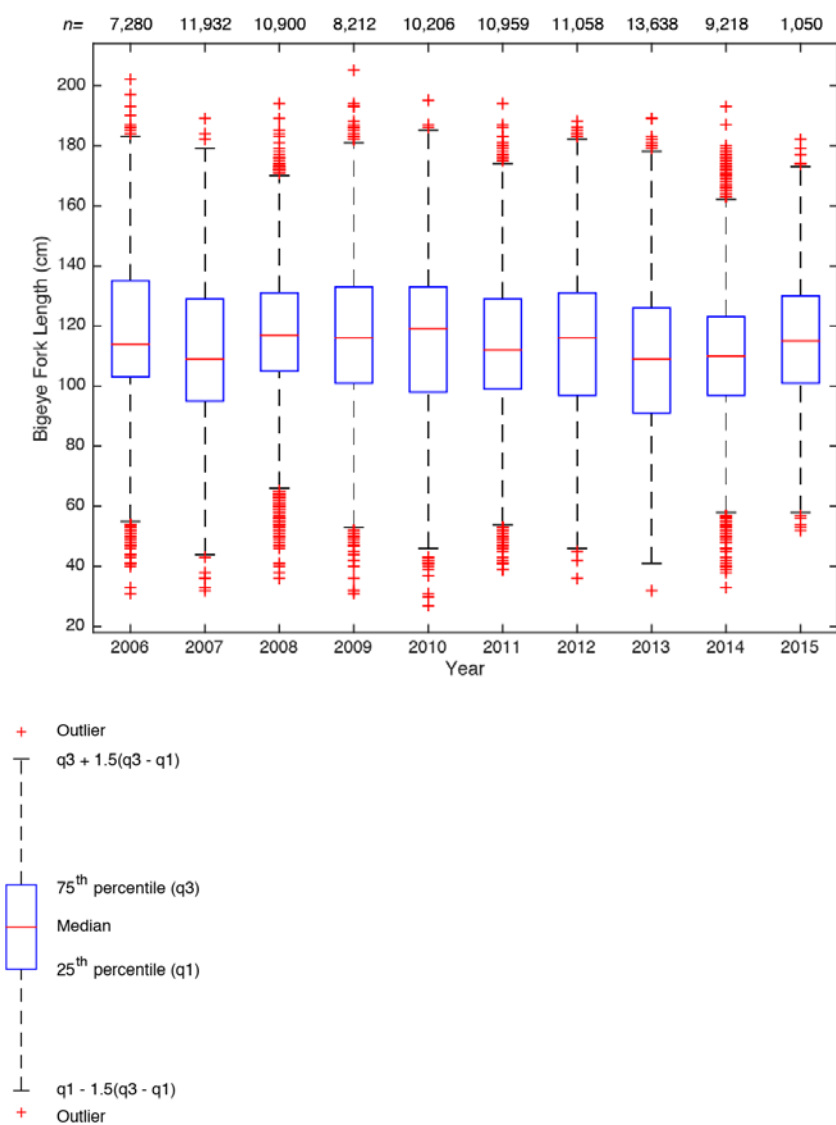 n= 7,280 11,932 10,900 8,212 10,206 10,959 11,058 13,638 9,218 1,050
Bigeye Fork Length (cm)
200
180
160
140
120
100
80
60
40
20
2006 2007 2008 2009 2010 2011 2012 2013 2014 2015
Year
Outlier
q3 + 1.5(q3 - q1)
75th percentile (q3)
Median
25th percentile (q1)
q1 - 1.5(q3 - q1)
Outlier